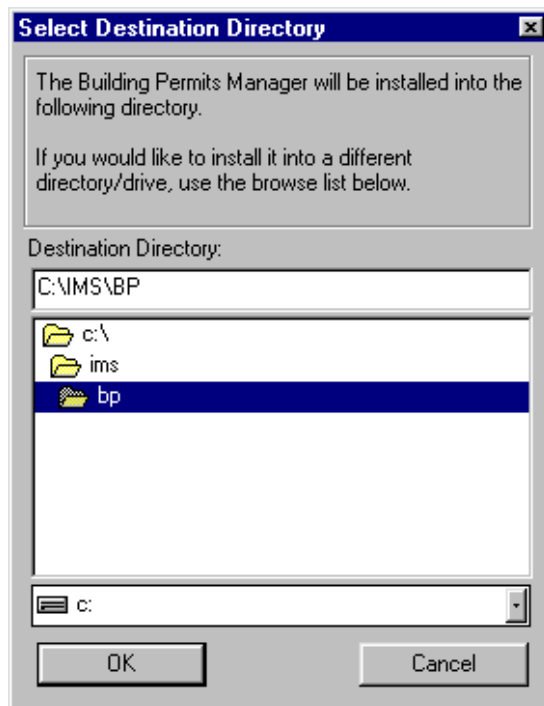 Select Destination Directory
The Building Permits Manager will be installed into the
following directory.
If you would like to install it into a different
directory/drive, use the browse list below.
Destination Directory:
C:\IMS\BP
c:\
ims
bp
c:
OK
Cancel